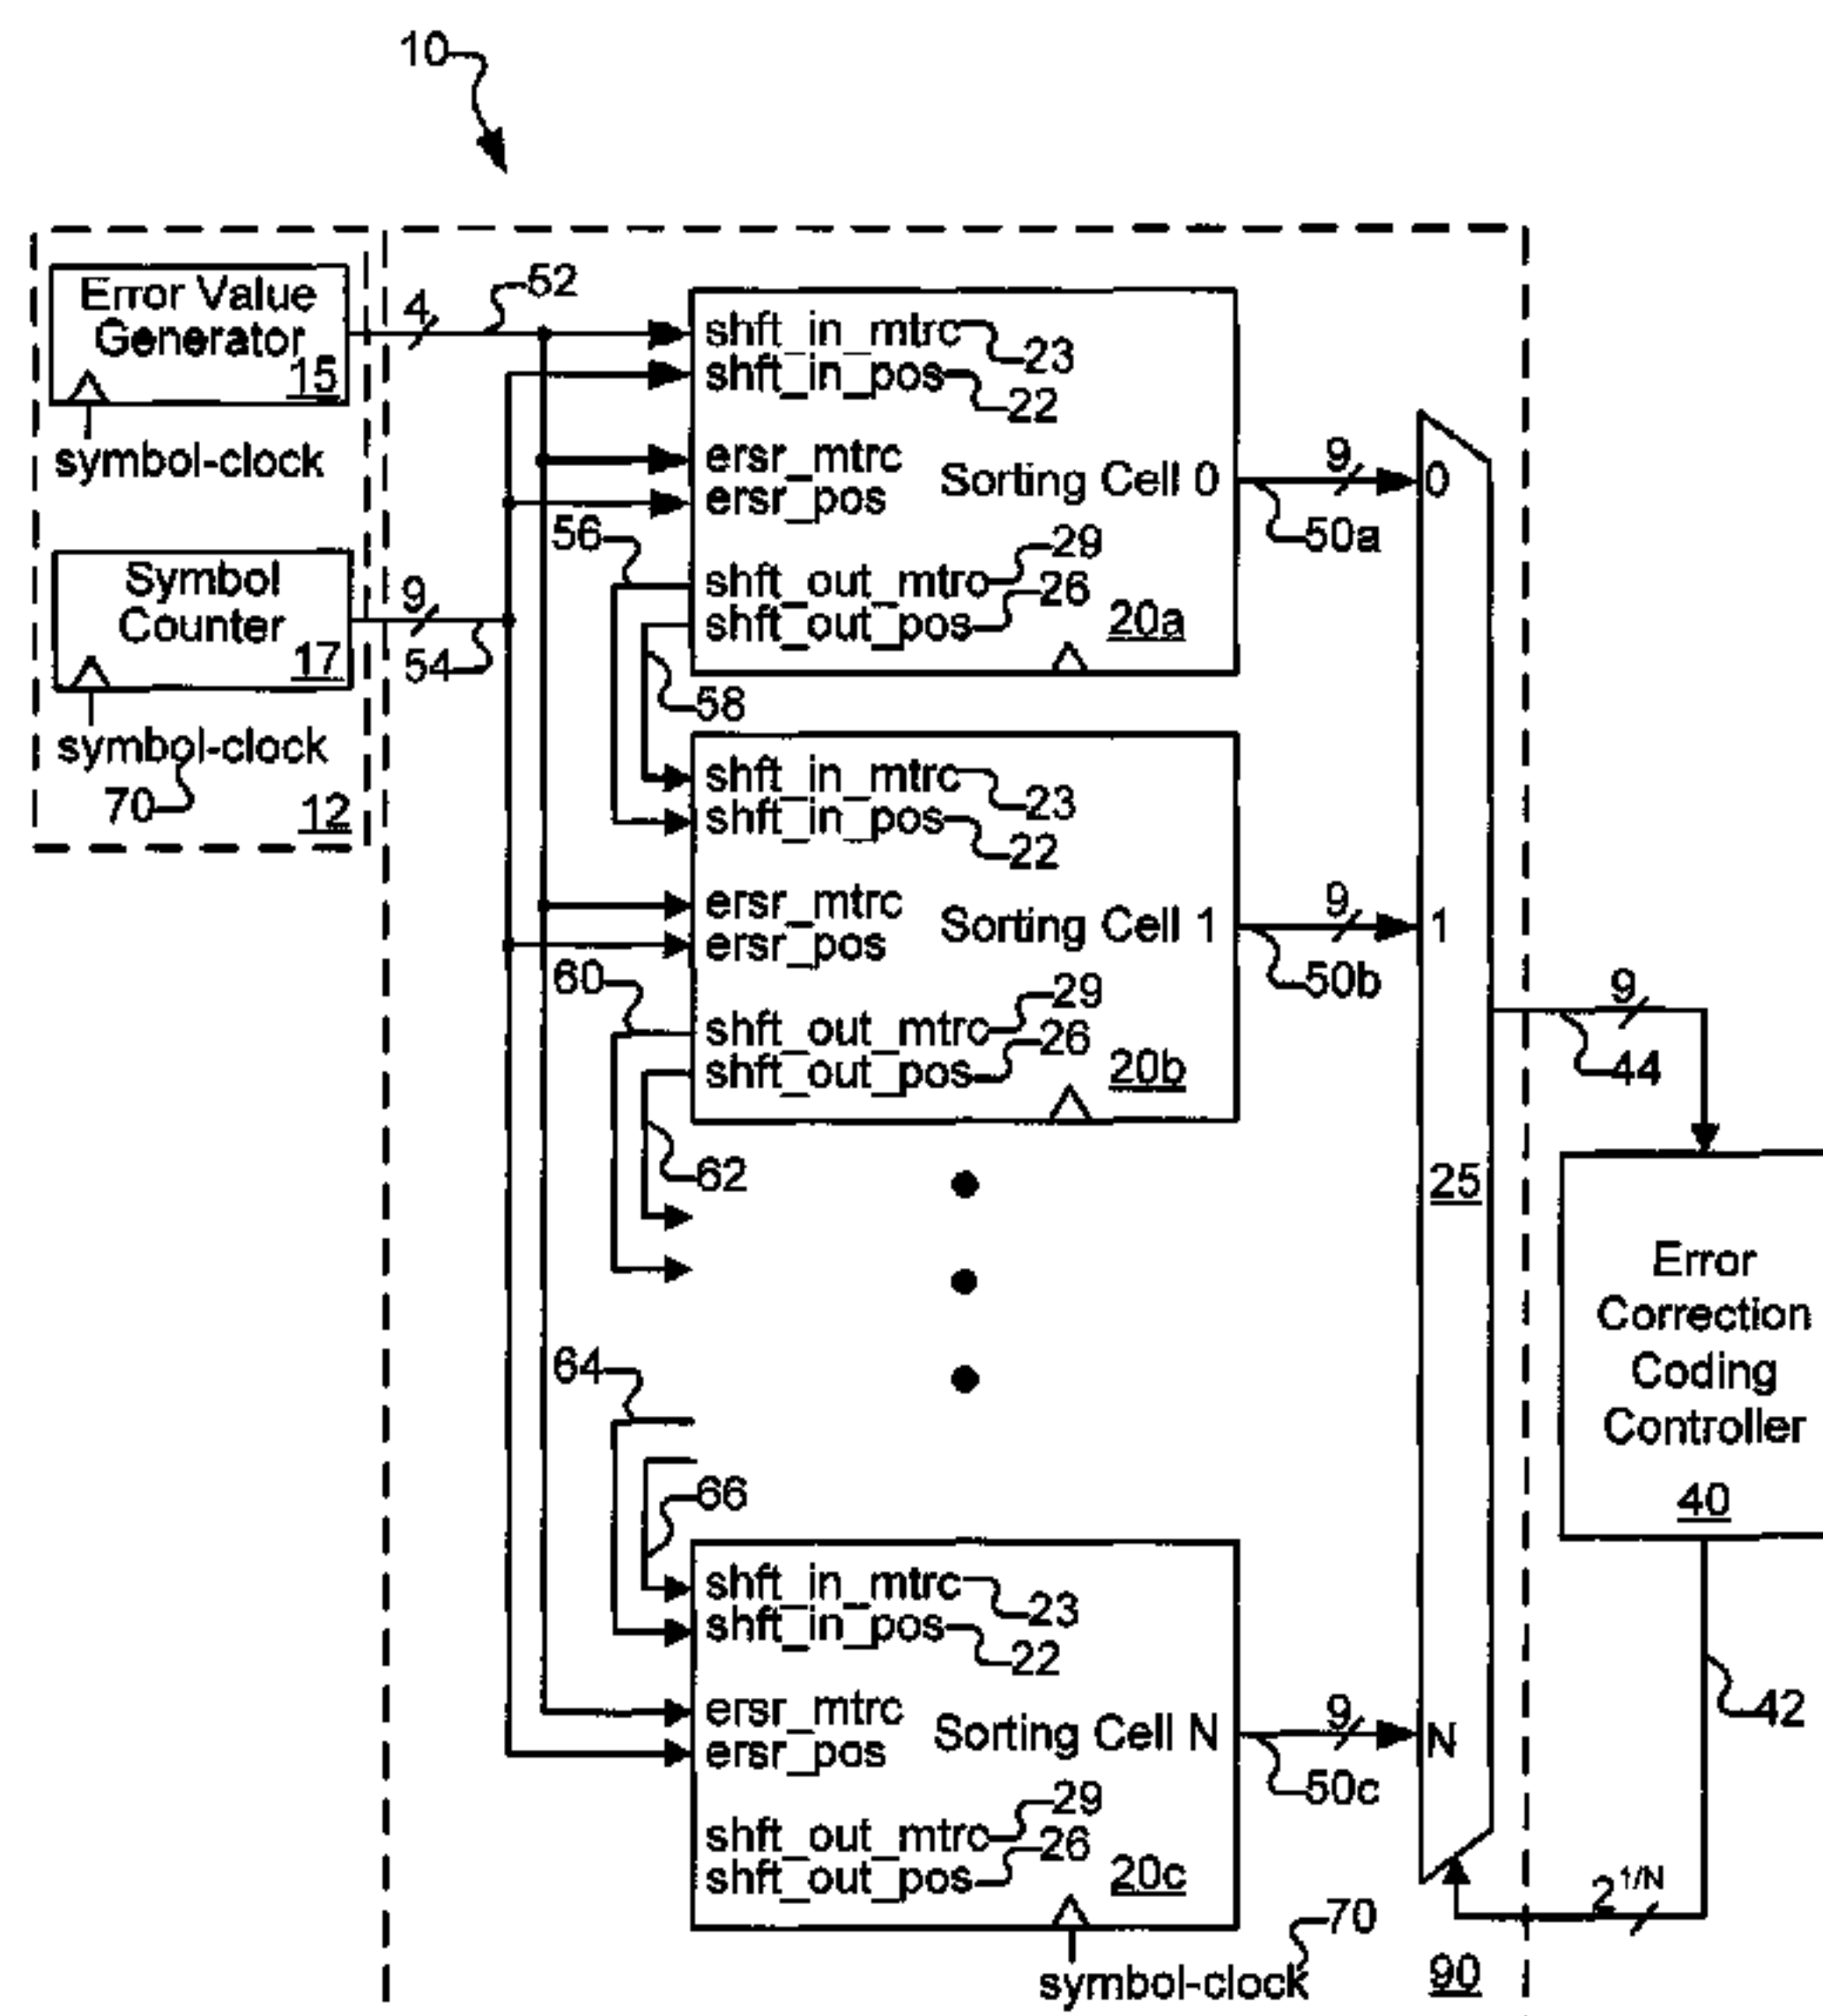 10
Error Value
Generator
15
symbol-clock
Symbol
Counter
17
symbol-clock
70
12
4
52
9
54
shft_in_mtrc
23
shft_in_pos
22
ersr_mtrc
ersr_pos
Sorting Cell 0
56
shft_out_mtrc
29
shft_out_pos
26
20a
58
9
50a
0
shft_in_mtrc
23
shft_in_pos
22
ersr_mtrc
ersr_pos
Sorting Cell 1
60
shft_out_mtrc
29
shft_out_pos
26
20b
62
9
50b
1
9
44
25
Error
Correction
Coding
Controller
40
64
66
shft_in_mtrc
23
shft_in_pos
22
ersr_mtrc
ersr_pos
Sorting Cell N
shft_out_mtrc
29
shft_out_pos
26
20c
9
50c
N
42
2^1/N
symbol-clock
70
90